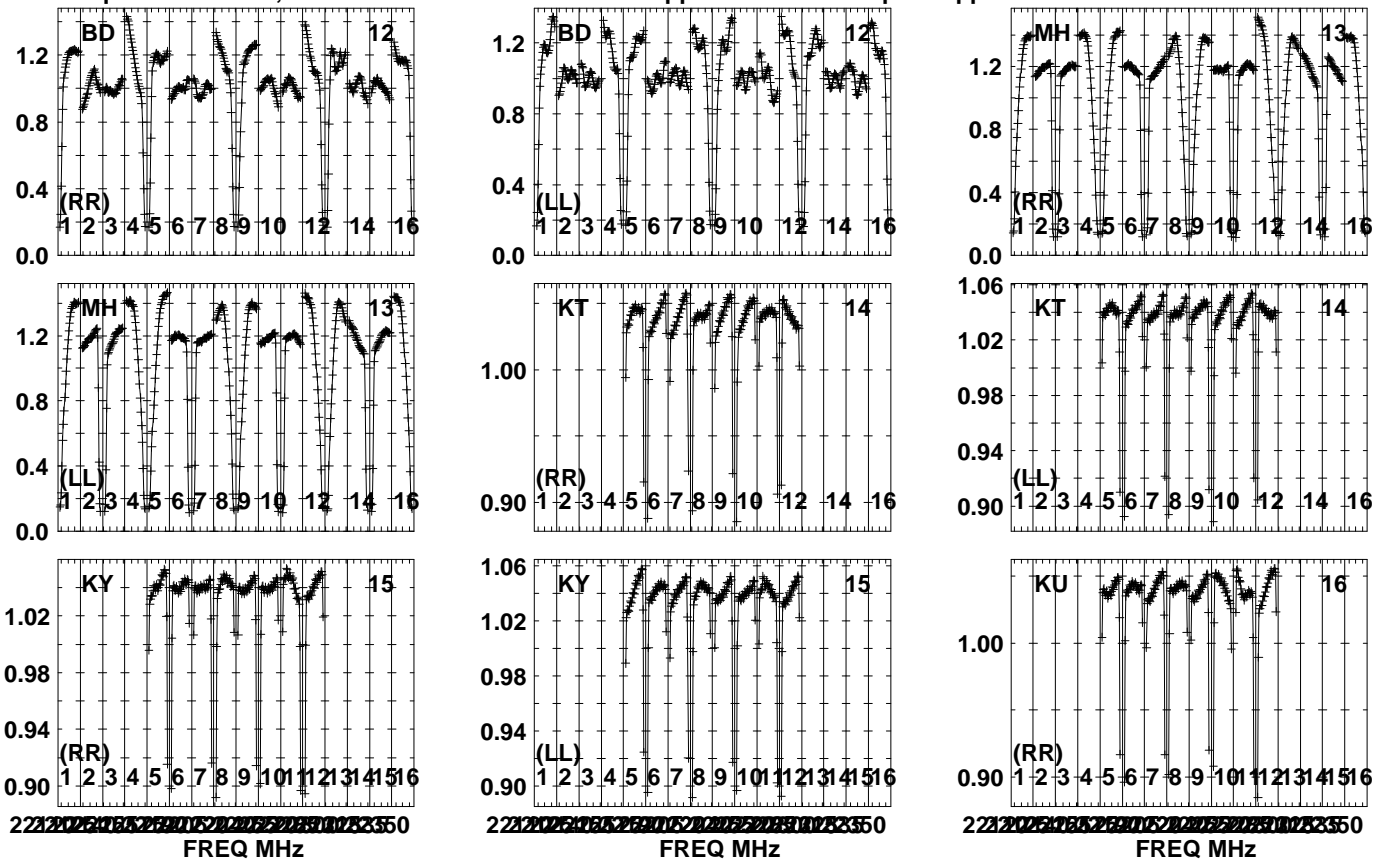 BD 12
1.2
0.8
0.4
(RR)
1 2 3 4 5 6 7 8 9 10 12 14 16
0.0
BD 12
1.2
0.8
0.4
(LL)
1 2 3 4 5 6 7 8 9 10 12 14 16
0.0
MH 13
1.2
0.8
0.4
(RR)
1 2 3 4 5 6 7 8 9 10 12 14 16
0.0
MH 13
1.2
0.8
0.4
(LL)
1 2 3 4 5 6 7 8 9 10 12 14 16
0.0
KT 14
1.00
(RR)
0.90
1 2 3 4 5 6 7 8 9 10 12 14 16
1.06
KT 14
1.02
0.98
0.94
(LL)
0.90
1 2 3 4 5 6 7 8 9 10 12 14 16
KY 15
1.02
0.98
0.94
(RR)
0.90
1 2 3 4 5 6 7 8 9 10 11 12 13 14 15 16
1.06
KY 15
1.02
0.98
0.94
(LL)
0.90
1 2 3 4 5 6 7 8 9 10 11 12 13 14 15 16
KU 16
1.00
(RR)
0.90
1 2 3 4 5 6 7 8 9 10 11 12 13 14 15 16
FREQ MHz
FREQ MHz
FREQ MHz